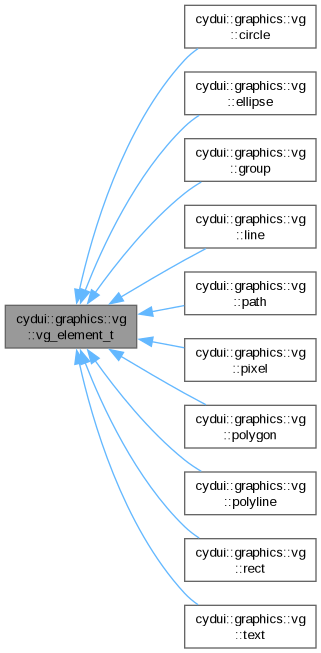 cydui::graphics::vg
::circle
cydui::graphics::vg
::ellipse
cydui::graphics::vg
::group
cydui::graphics::vg
::line
cydui::graphics::vg
::vg_element_t
cydui::graphics::vg
::path
cydui::graphics::vg
::pixel
cydui::graphics::vg
::polygon
cydui::graphics::vg
::polyline
cydui::graphics::vg
::rect
cydui::graphics::vg
::text